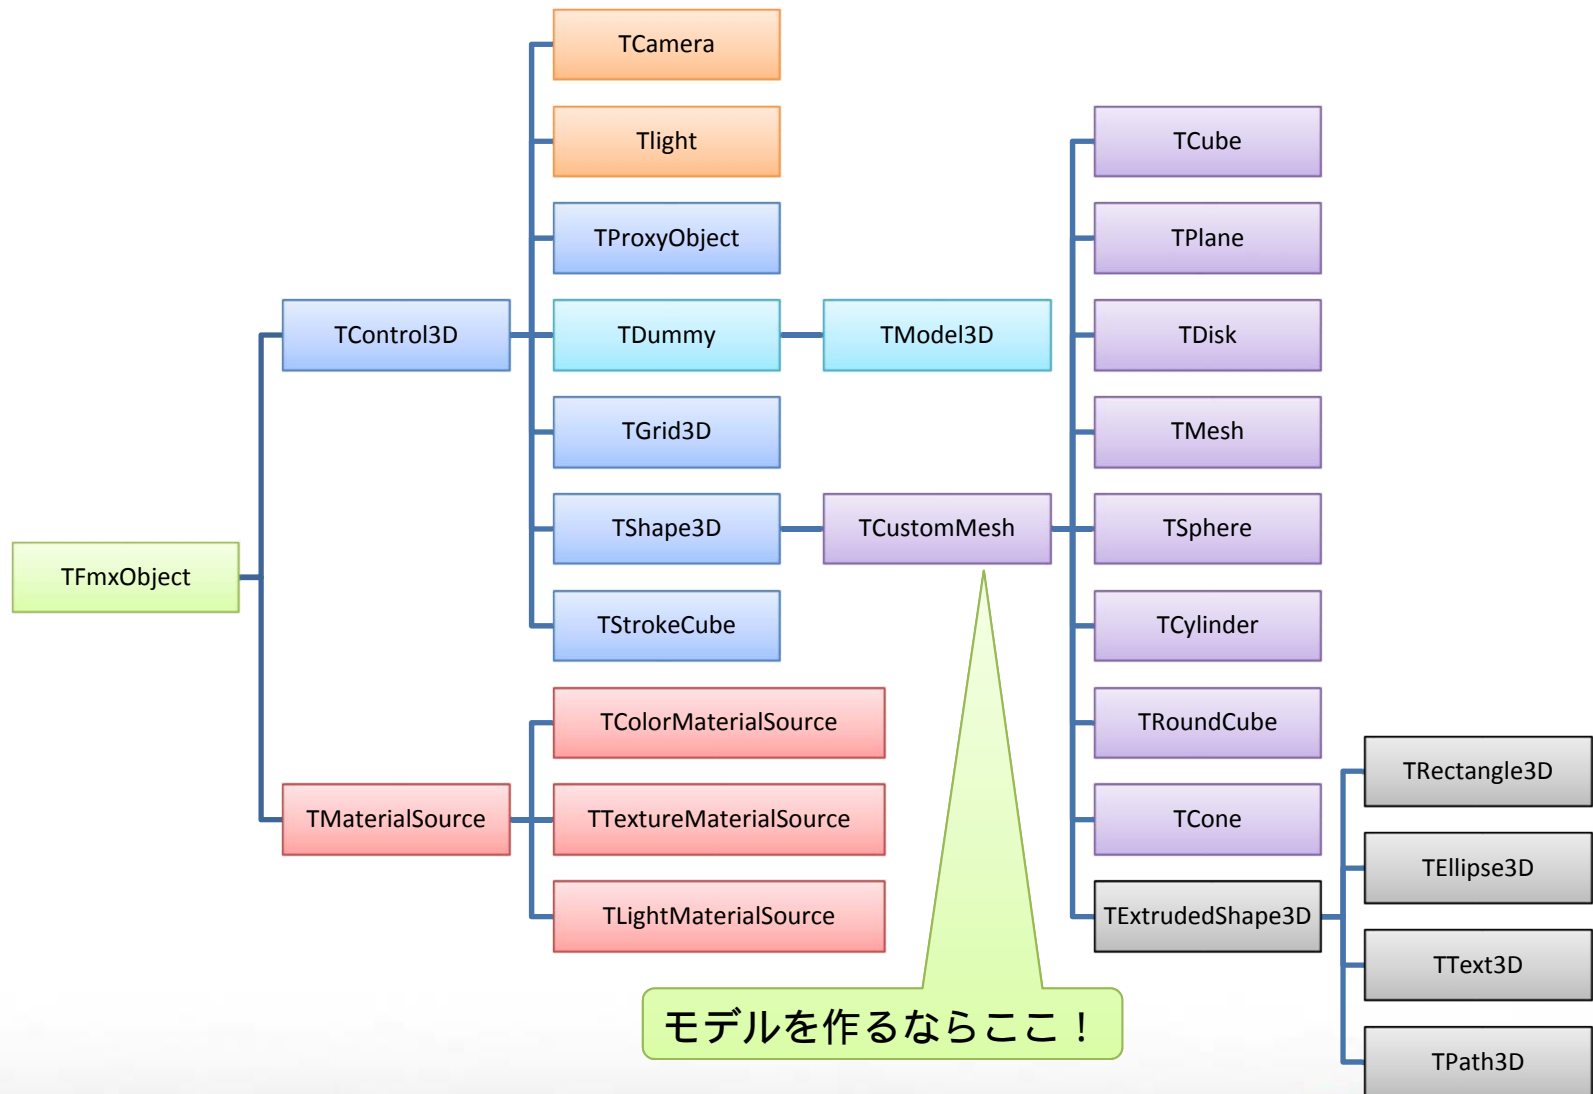 TCamera
Tlight
TProxyObject
TControl3D
TDummy
TModel3D
TGrid3D
TShape3D
TCustomMesh
TStrokeCube
TFmxObject
TCube
TPlane
TDisk
TMesh
TSphere
TCylinder
TRoundCube
TCone
TExtrudedShape3D
TRectangle3D
TEllipse3D
TText3D
TPath3D
TMaterialSource
TColorMaterialSource
TTextureMaterialSource
TLightMaterialSource
モデルを作るならここ！